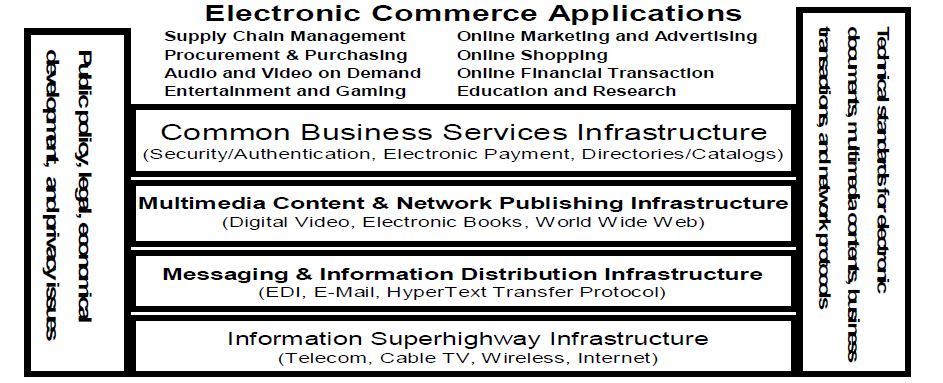 Electronic Commerce Applications
Supply Chain Management
Procurement & Purchasing
Audio and Video on Demand
Entertainment and Gaming
Online Marketing and Advertising
Online Shopping
Online Financial Transaction
Education and Research
Public policy, legal, economical
development, and privacy issues
Common Business Services Infrastructure
(Security/Authentication, Electronic Payment, Directories/Catalogs)
Multimedia Content & Network Publishing Infrastructure
(Digital Video, Electronic Books, World Wide Web)
Messaging & Information Distribution Infrastructure
(EDI, E-Mail, HyperText Transfer Protocol)
Information Superhighway Infrastructure
(Telecom, Cable TV, Wireless, Internet)
Technical standards for electronic
documents, multimedia contents, business
transactions, and network protocols